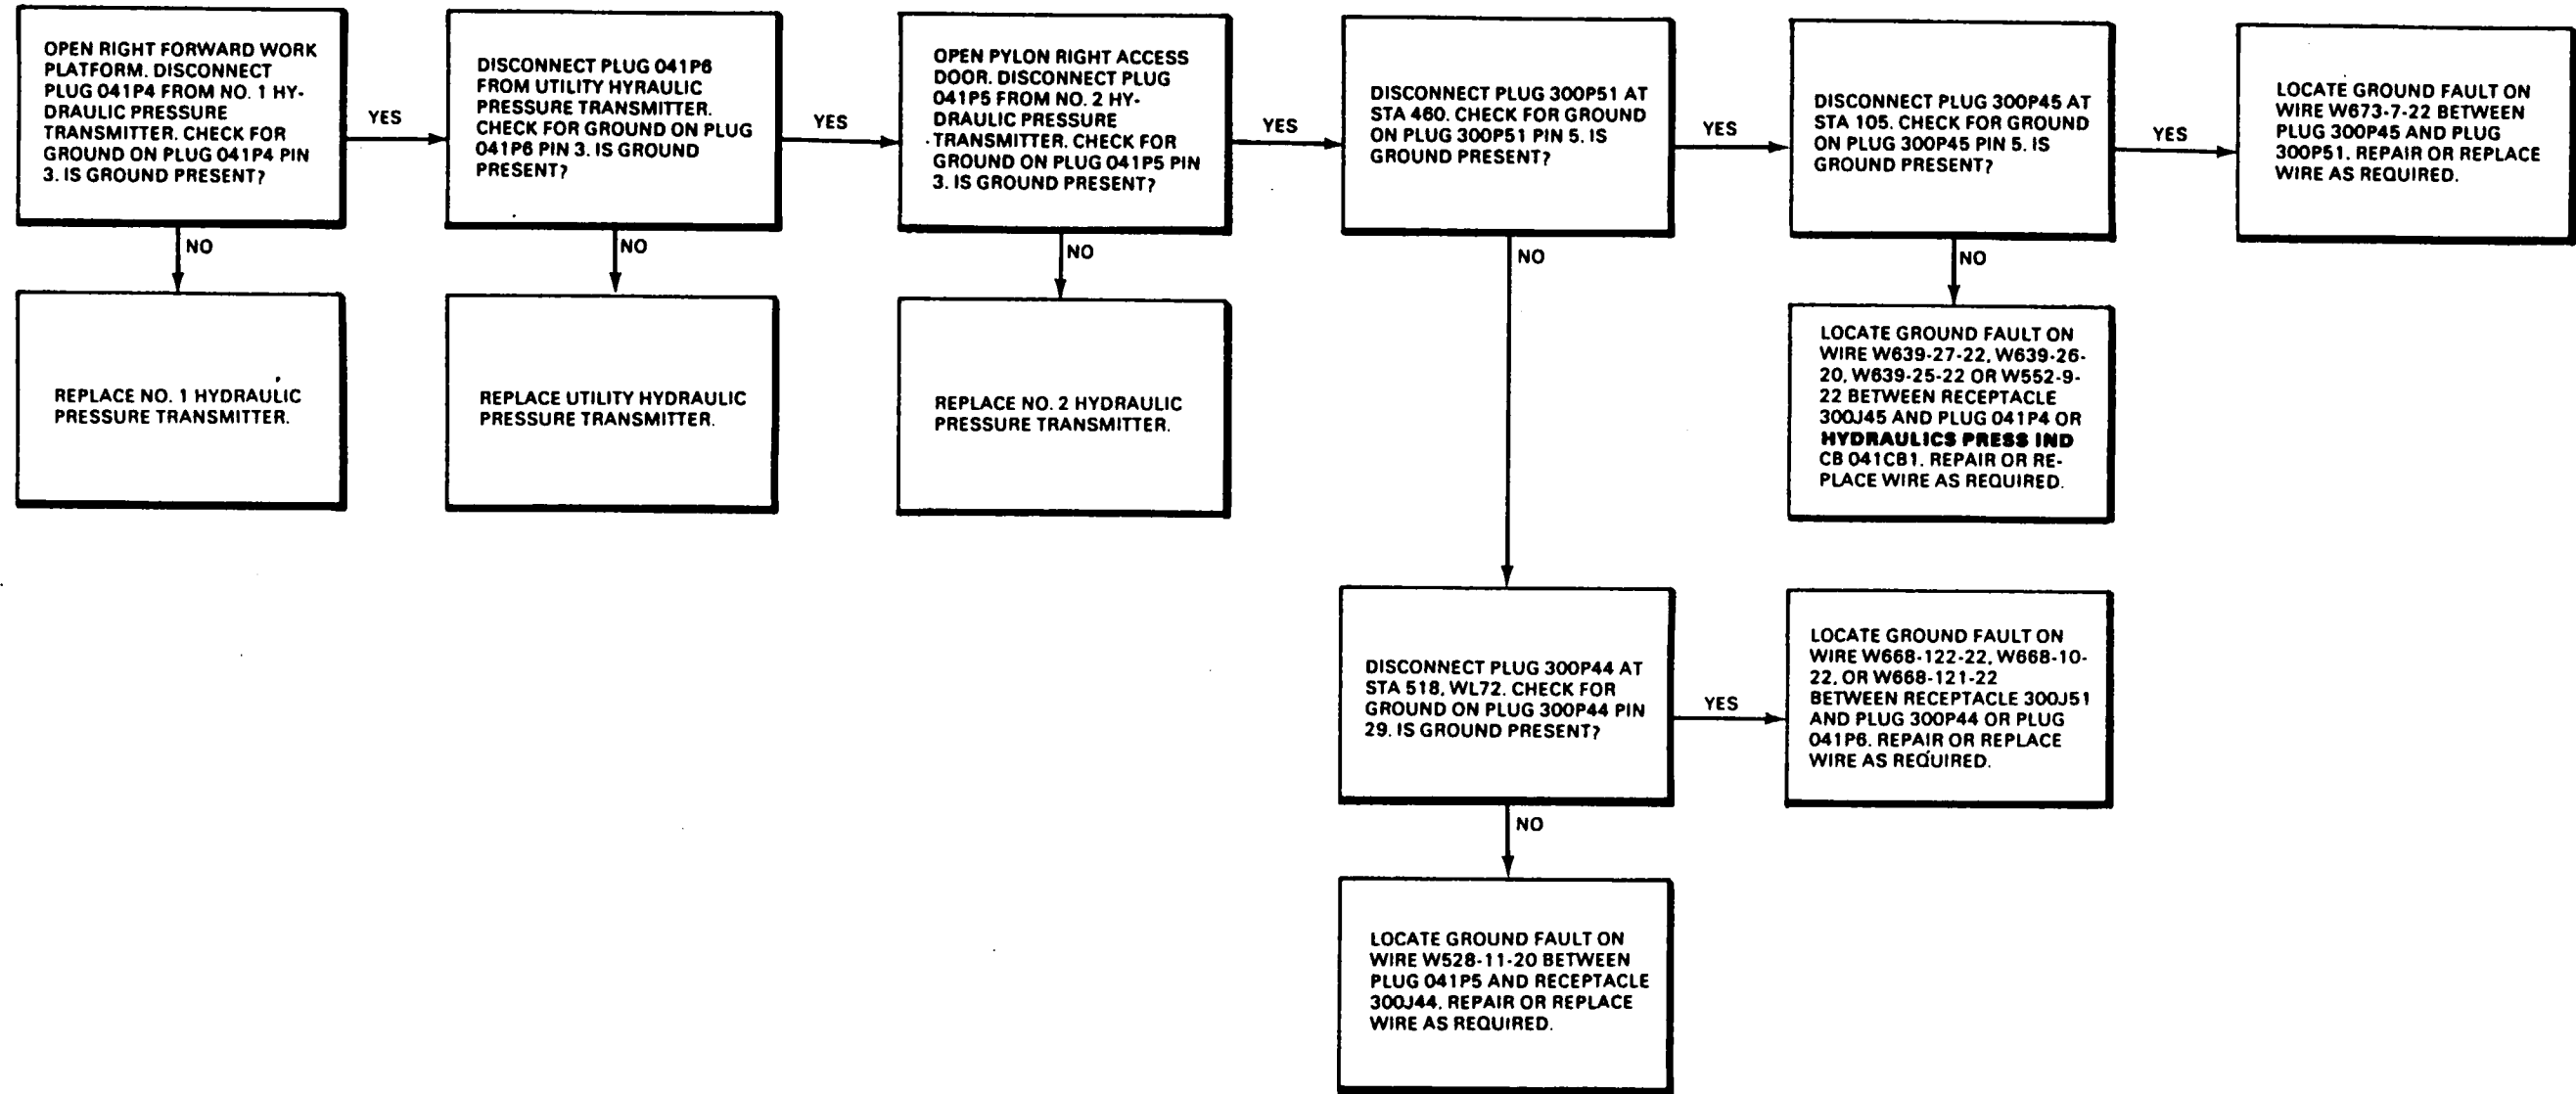 OPEN RIGHT FORWARD WORK
PLATFORM. DISCONNECT
PLUG 041P4 FROM NO. 1 HY-
DRAULIC PRESSURE
TRANSMITTER. CHECK FOR
GROUND ON PLUG 041P4 PIN
3. IS GROUND PRESENT?
YES
DISCONNECT PLUG 041P6
FROM UTILITY HYRAULIC
PRESSURE TRANSMITTER.
CHECK FOR GROUND ON PLUG
041P6 PIN 3. IS GROUND
PRESENT?
YES
OPEN PYLON RIGHT ACCESS
DOOR. DISCONNECT PLUG
041P5 FROM NO. 2 HY-
DRAULIC PRESSURE
TRANSMITTER. CHECK FOR
GROUND ON PLUG 041P5 PIN
3. IS GROUND PRESENT?
YES
DISCONNECT PLUG 300P51 AT
STA 460. CHECK FOR GROUND
ON PLUG 300P51 PIN 5. IS
GROUND PRESENT?
YES
DISCONNECT PLUG 300P45 AT
STA 105. CHECK FOR GROUND
ON PLUG 300P45 PIN 5. IS
GROUND PRESENT?
YES
LOCATE GROUND FAULT ON
WIRE W673-7-22 BETWEEN
PLUG 300P45 AND PLUG
300P51. REPAIR OR REPLACE
WIRE AS REQUIRED.
NO
NO
NO
NO
NO
REPLACE NO. 1 HYDRAULIC
PRESSURE TRANSMITTER.
REPLACE UTILITY HYDRAULIC
PRESSURE TRANSMITTER.
REPLACE NO. 2 HYDRAULIC
PRESSURE TRANSMITTER.
LOCATE GROUND FAULT ON
WIRE W639-27-22, W639-26-
20, W639-25-22 OR W552-9-
22 BETWEEN RECEPTACLE
300J45 AND PLUG 041P4 OR
HYDRAULICS PRESS IND
CB 041CB1. REPAIR OR RE-
PLACE WIRE AS REQUIRED.
DISCONNECT PLUG 300P44 AT
STA 518, WL72. CHECK FOR
GROUND ON PLUG 300P44 PIN
29. IS GROUND PRESENT?
YES
LOCATE GROUND FAULT ON
WIRE W668-122-22, W668-10-
22, OR W668-121-22
BETWEEN RECEPTACLE 300J51
AND PLUG 300P44 OR PLUG
041P6. REPAIR OR REPLACE
WIRE AS REQUIRED.
NO
LOCATE GROUND FAULT ON
WIRE W528-11-20 BETWEEN
PLUG 041P5 AND RECEPTACLE
300J44. REPAIR OR REPLACE
WIRE AS REQUIRED.